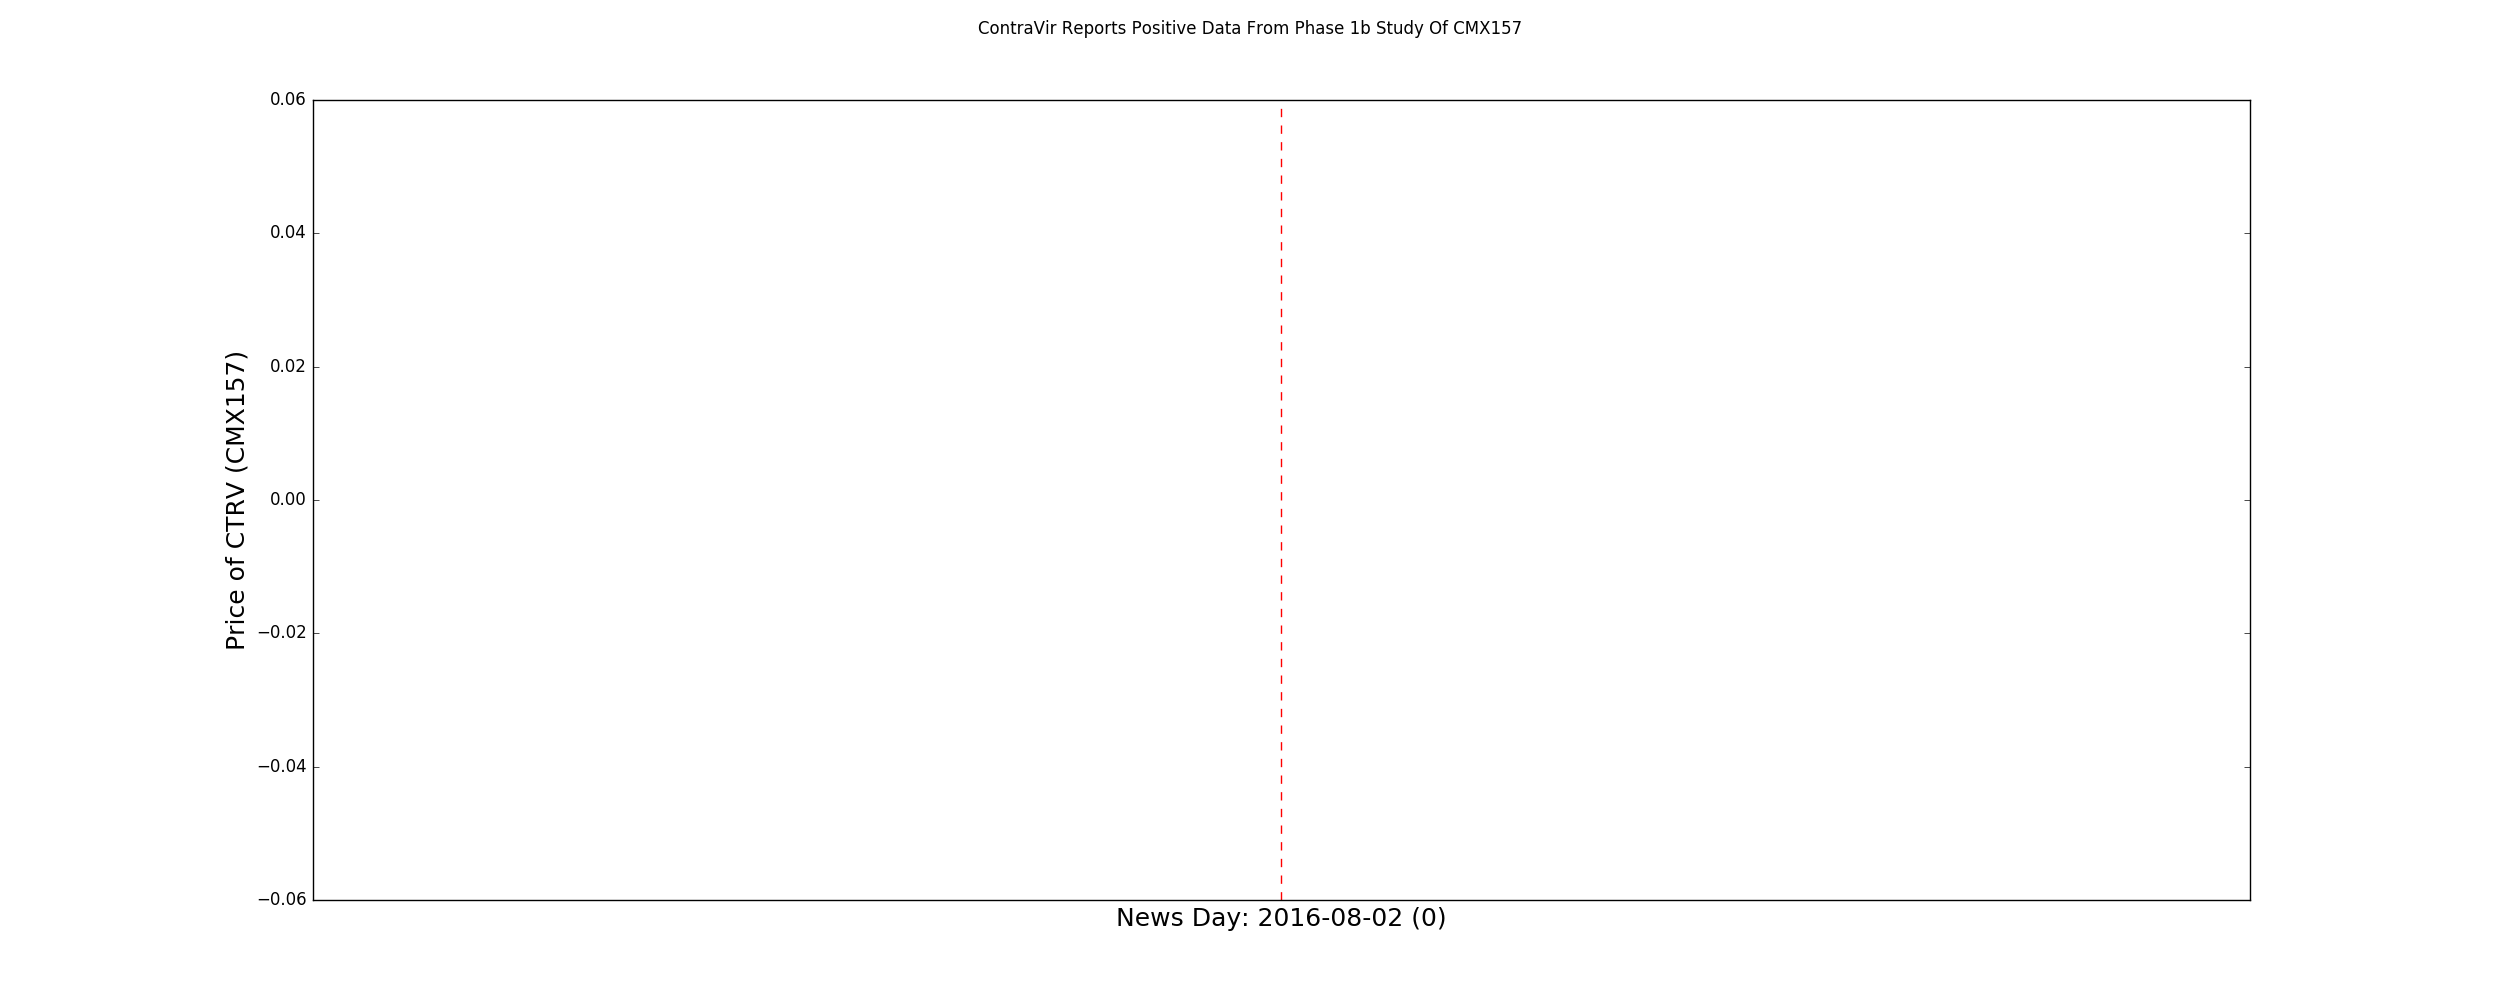 ContraVir Reports Positive Data From Phase 1b Study Of CMX157
0.06
0.04
0.02
0.00
−0.02
−0.04
−0.06
Price of CTRV (CMX157)
News Day: 2016-08-02 (0)